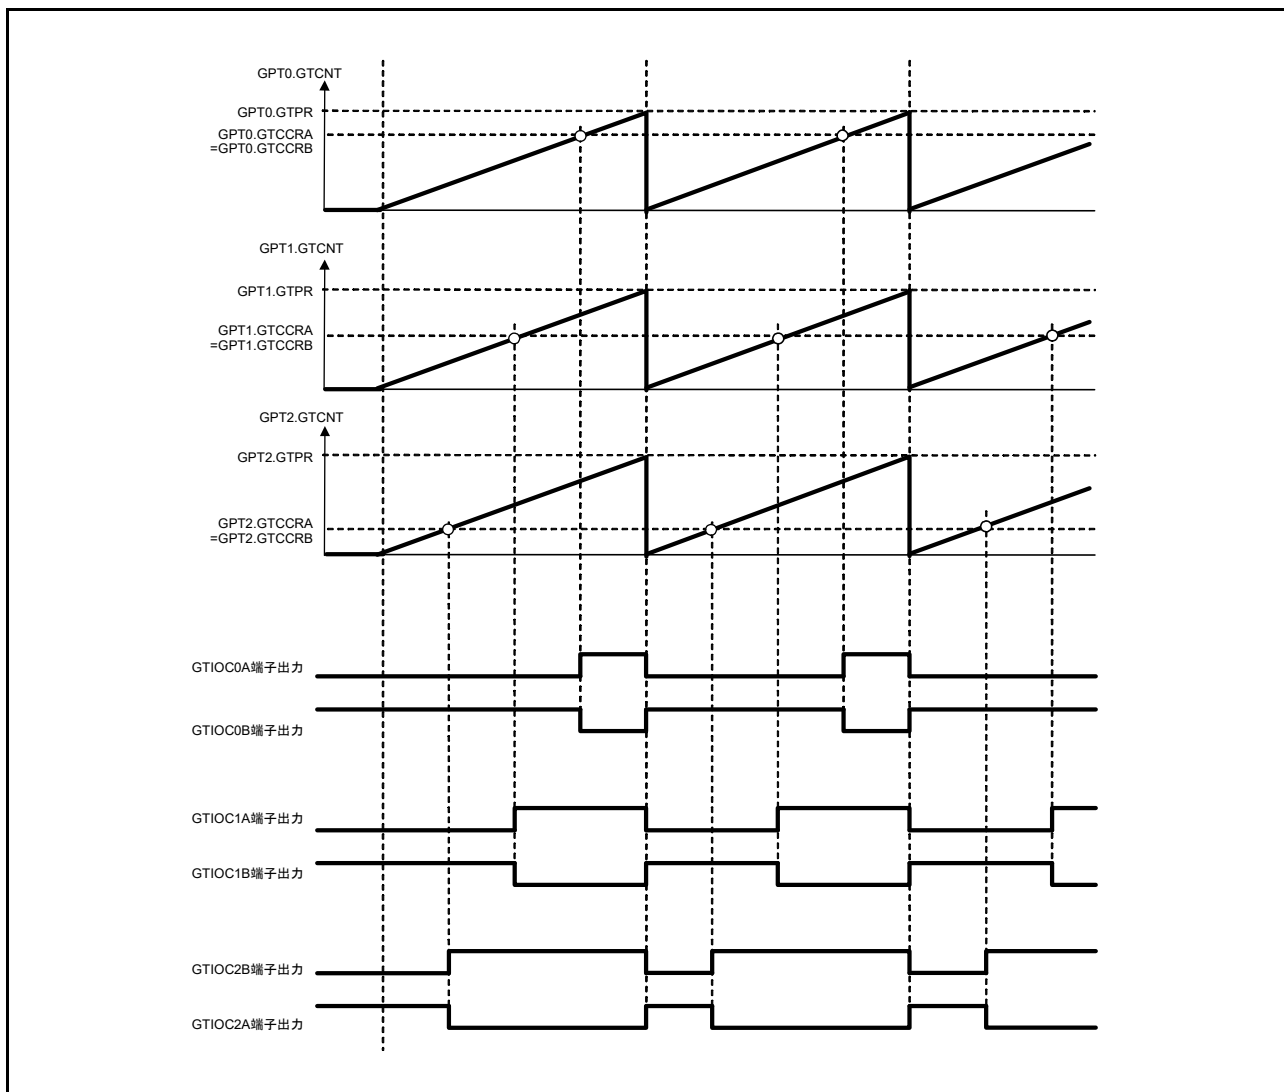 GPT0.GTCNT
GPT0.GTPR
GPT0.GTCCRA
=GPT0.GTCCRB
GPT1.GTCNT
GPT1.GTPR
GPT1.GTCCRA
=GPT1.GTCCRB
GPT2.GTCNT
GPT2.GTPR
GPT2.GTCCRA
=GPT2.GTCCRB
GTIOC0A端子出力
GTIOC0B端子出力
GTIOC1A端子出力
GTIOC1B端子出力
GTIOC2B端子出力
GTIOC2A端子出力